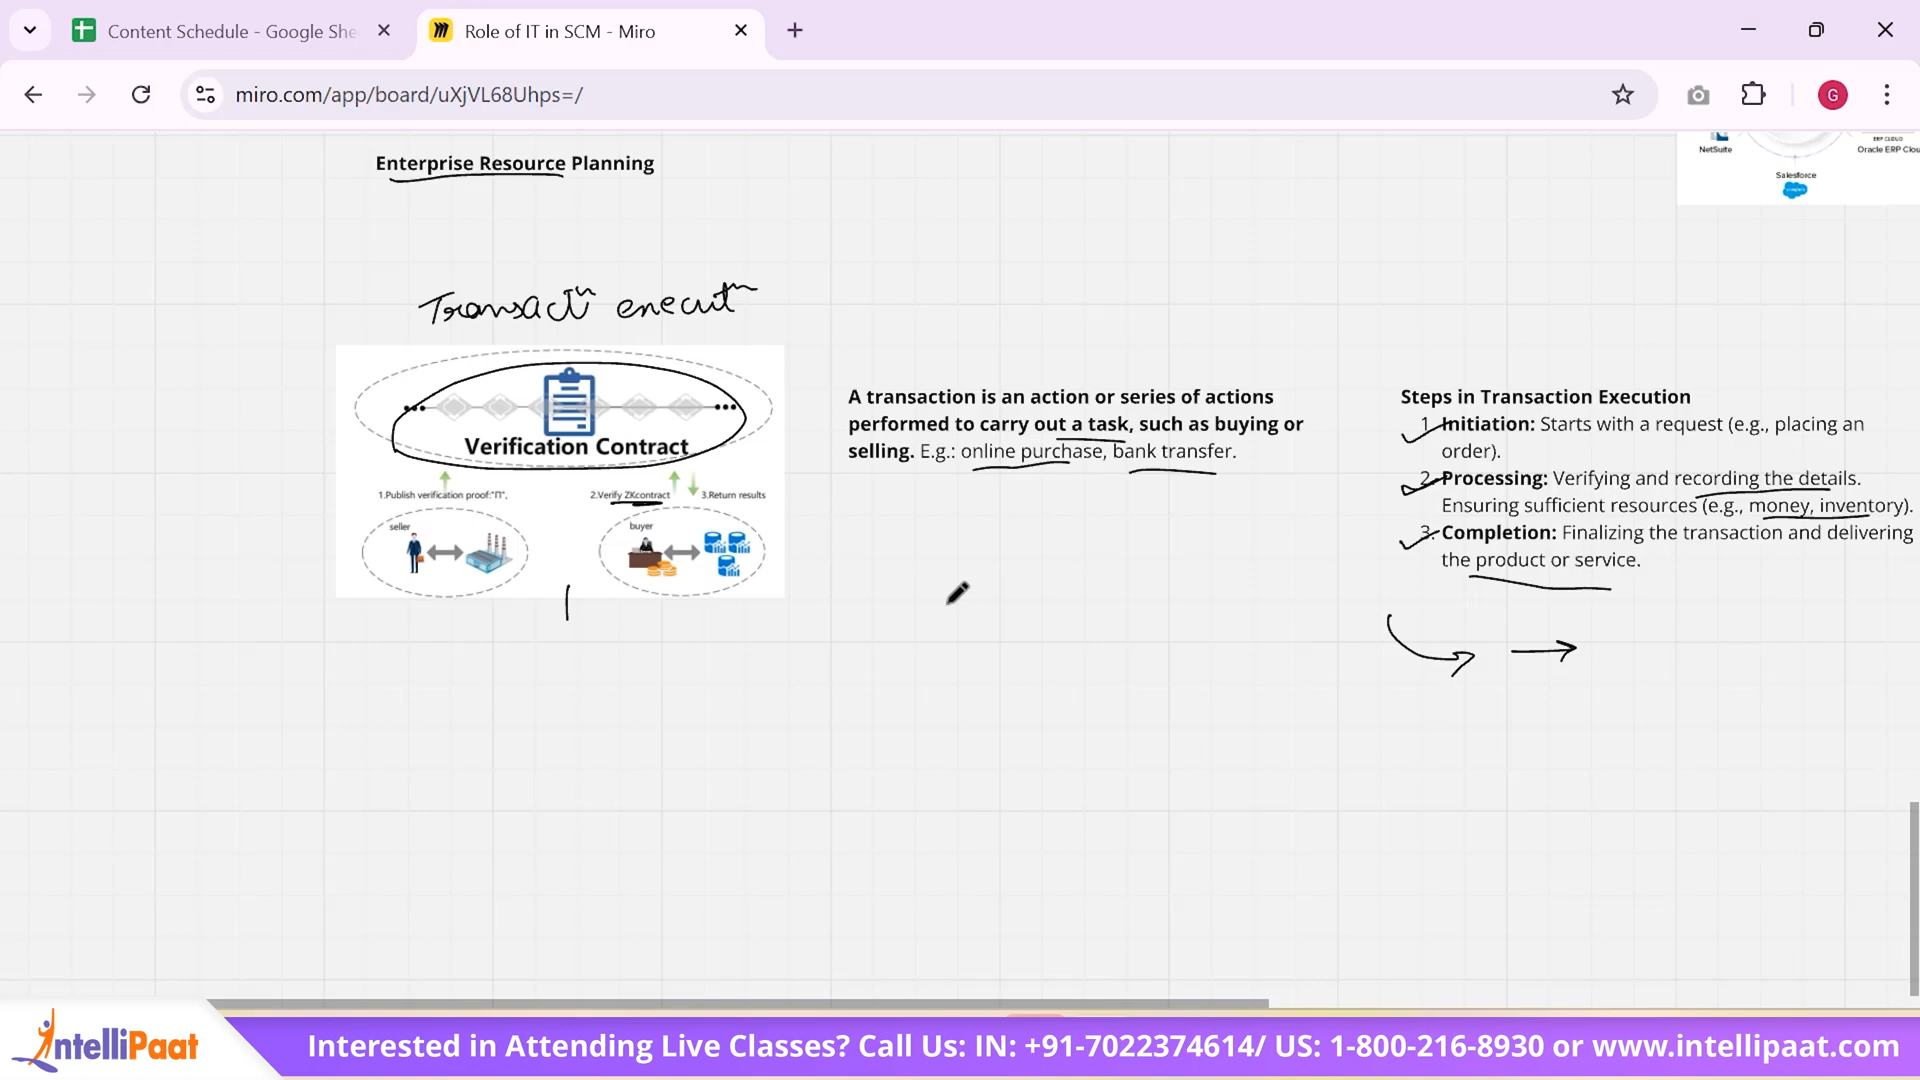 Content Schedule - Google She
Role of IT in SCM - Miro
miro.com/app/board/uXjVL68Uhps=/
G
Enterprise Resource Planning
NetSuite
ERP CLOUD
Oracle ERP Clou
Salesforce
Transactn executn
Verification Contract
1.Publish verification proof:"Π",
2.Verify ZKcontract
3.Return results
seller
buyer
A transaction is an action or series of actions
performed to carry out a task, such as buying or
selling. E.g.: online purchase, bank transfer.
Steps in Transaction Execution
1. Initiation: Starts with a request (e.g., placing an
order).
2. Processing: Verifying and recording the details.
Ensuring sufficient resources (e.g., money, inventory).
3. Completion: Finalizing the transaction and delivering
the product or service.
IntelliPaat
Interested in Attending Live Classes? Call Us: IN: +91-7022374614/ US: 1-800-216-8930 or www.intellipaat.com